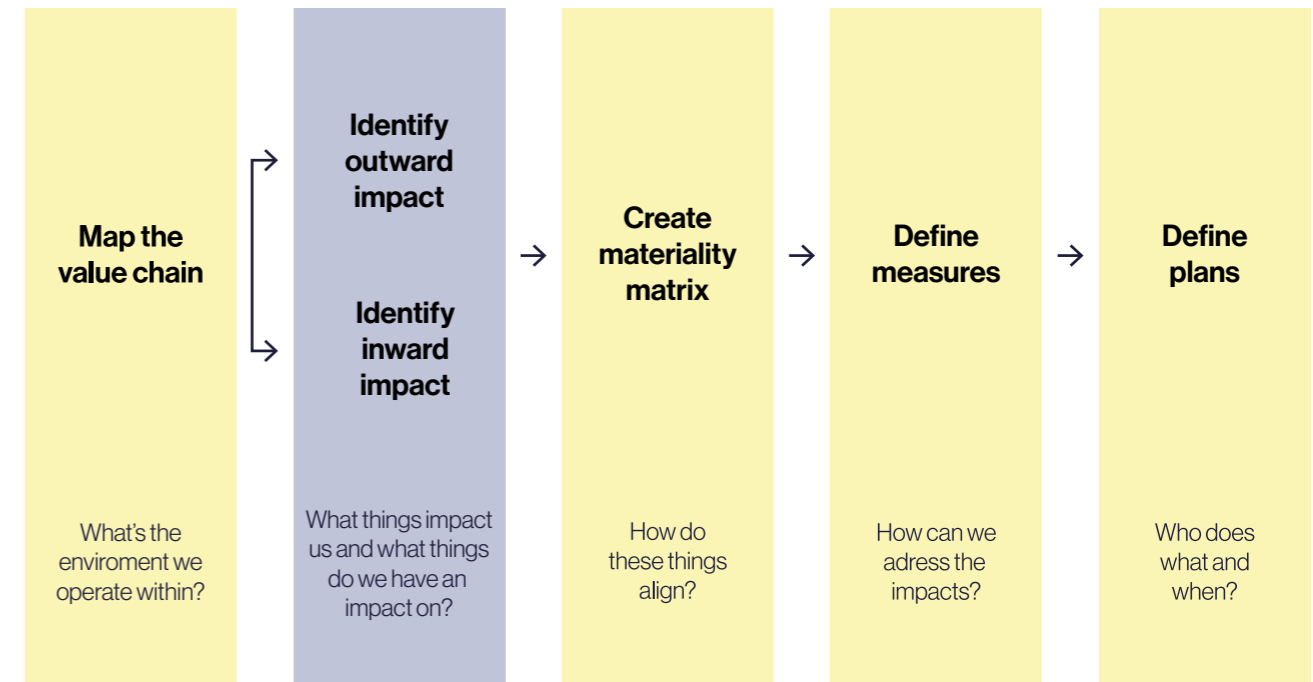 Map the
value chain
What's the
enviroment we
operate within?
Identify
outward
impact
Identify
inward
impact
What things impact
us and what things
do we have an
impact on?
Create
materiality
matrix
How do
these things
align?
Define
measures
How can we
adress the
impacts?
Define
plans
Who does
what and
when?